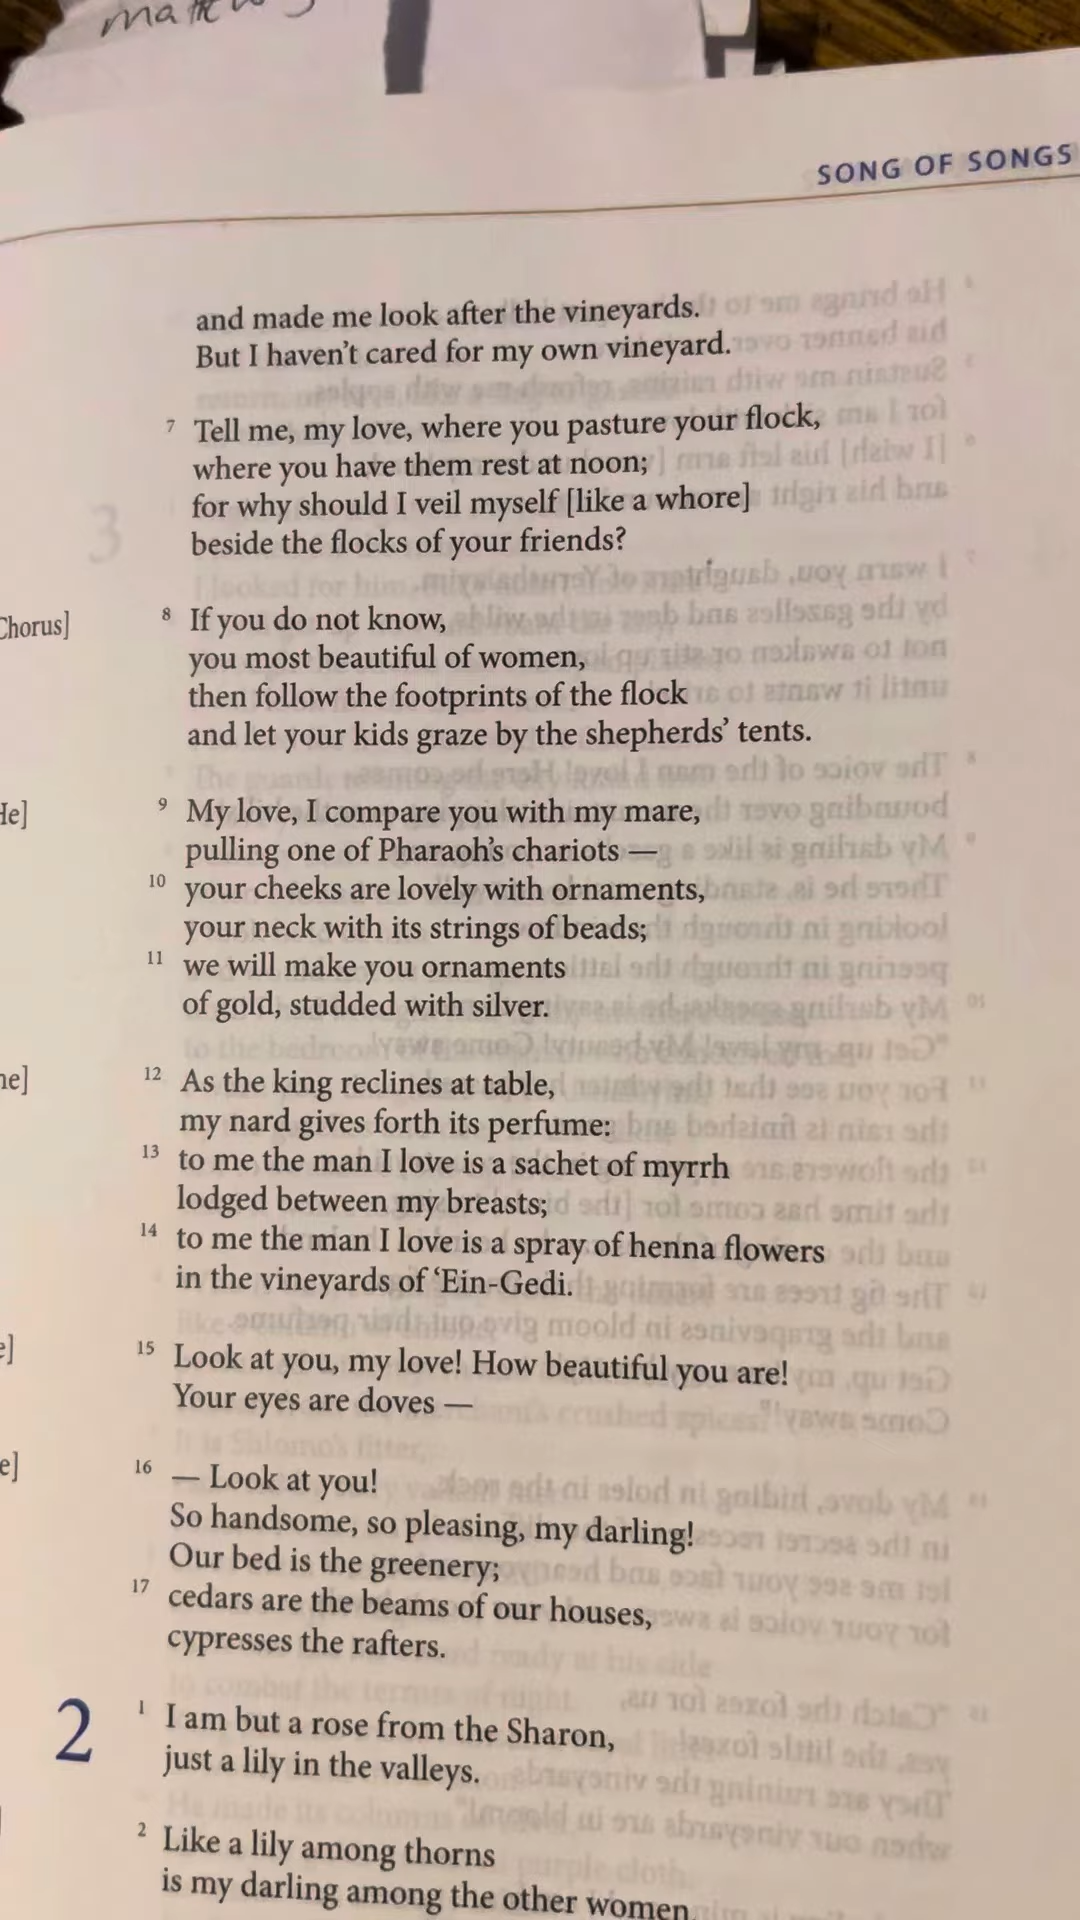 SONG OF SONGS
and made me look after the vineyards.
But I haven't cared for my own vineyard.
7 Tell me, my love, where you pasture your flock,
where you have them rest at noon;
for why should I veil myself [like a whore]
beside the flocks of your friends?
Chorus]
8 If you do not know,
you most beautiful of women,
then follow the footprints of the flock
and let your kids graze by the shepherds' tents.
He]
9 My love, I compare you with my mare,
pulling one of Pharaoh's chariots —
10 your cheeks are lovely with ornaments,
your neck with its strings of beads;
11 we will make you ornaments
of gold, studded with silver.
he]
12 As the king reclines at table,
my nard gives forth its perfume:
13 to me the man I love is a sachet of myrrh
lodged between my breasts;
14 to me the man I love is a spray of henna flowers
in the vineyards of ‘Ein-Gedi.
e]
15 Look at you, my love! How beautiful you are!
Your eyes are doves —
e]
16 — Look at you!
So handsome, so pleasing, my darling!
Our bed is the greenery;
17 cedars are the beams of our houses,
cypresses the rafters.
2
1 I am but a rose from the Sharon,
just a lily in the valleys.
2 Like a lily among thorns
is my darling among the other women.